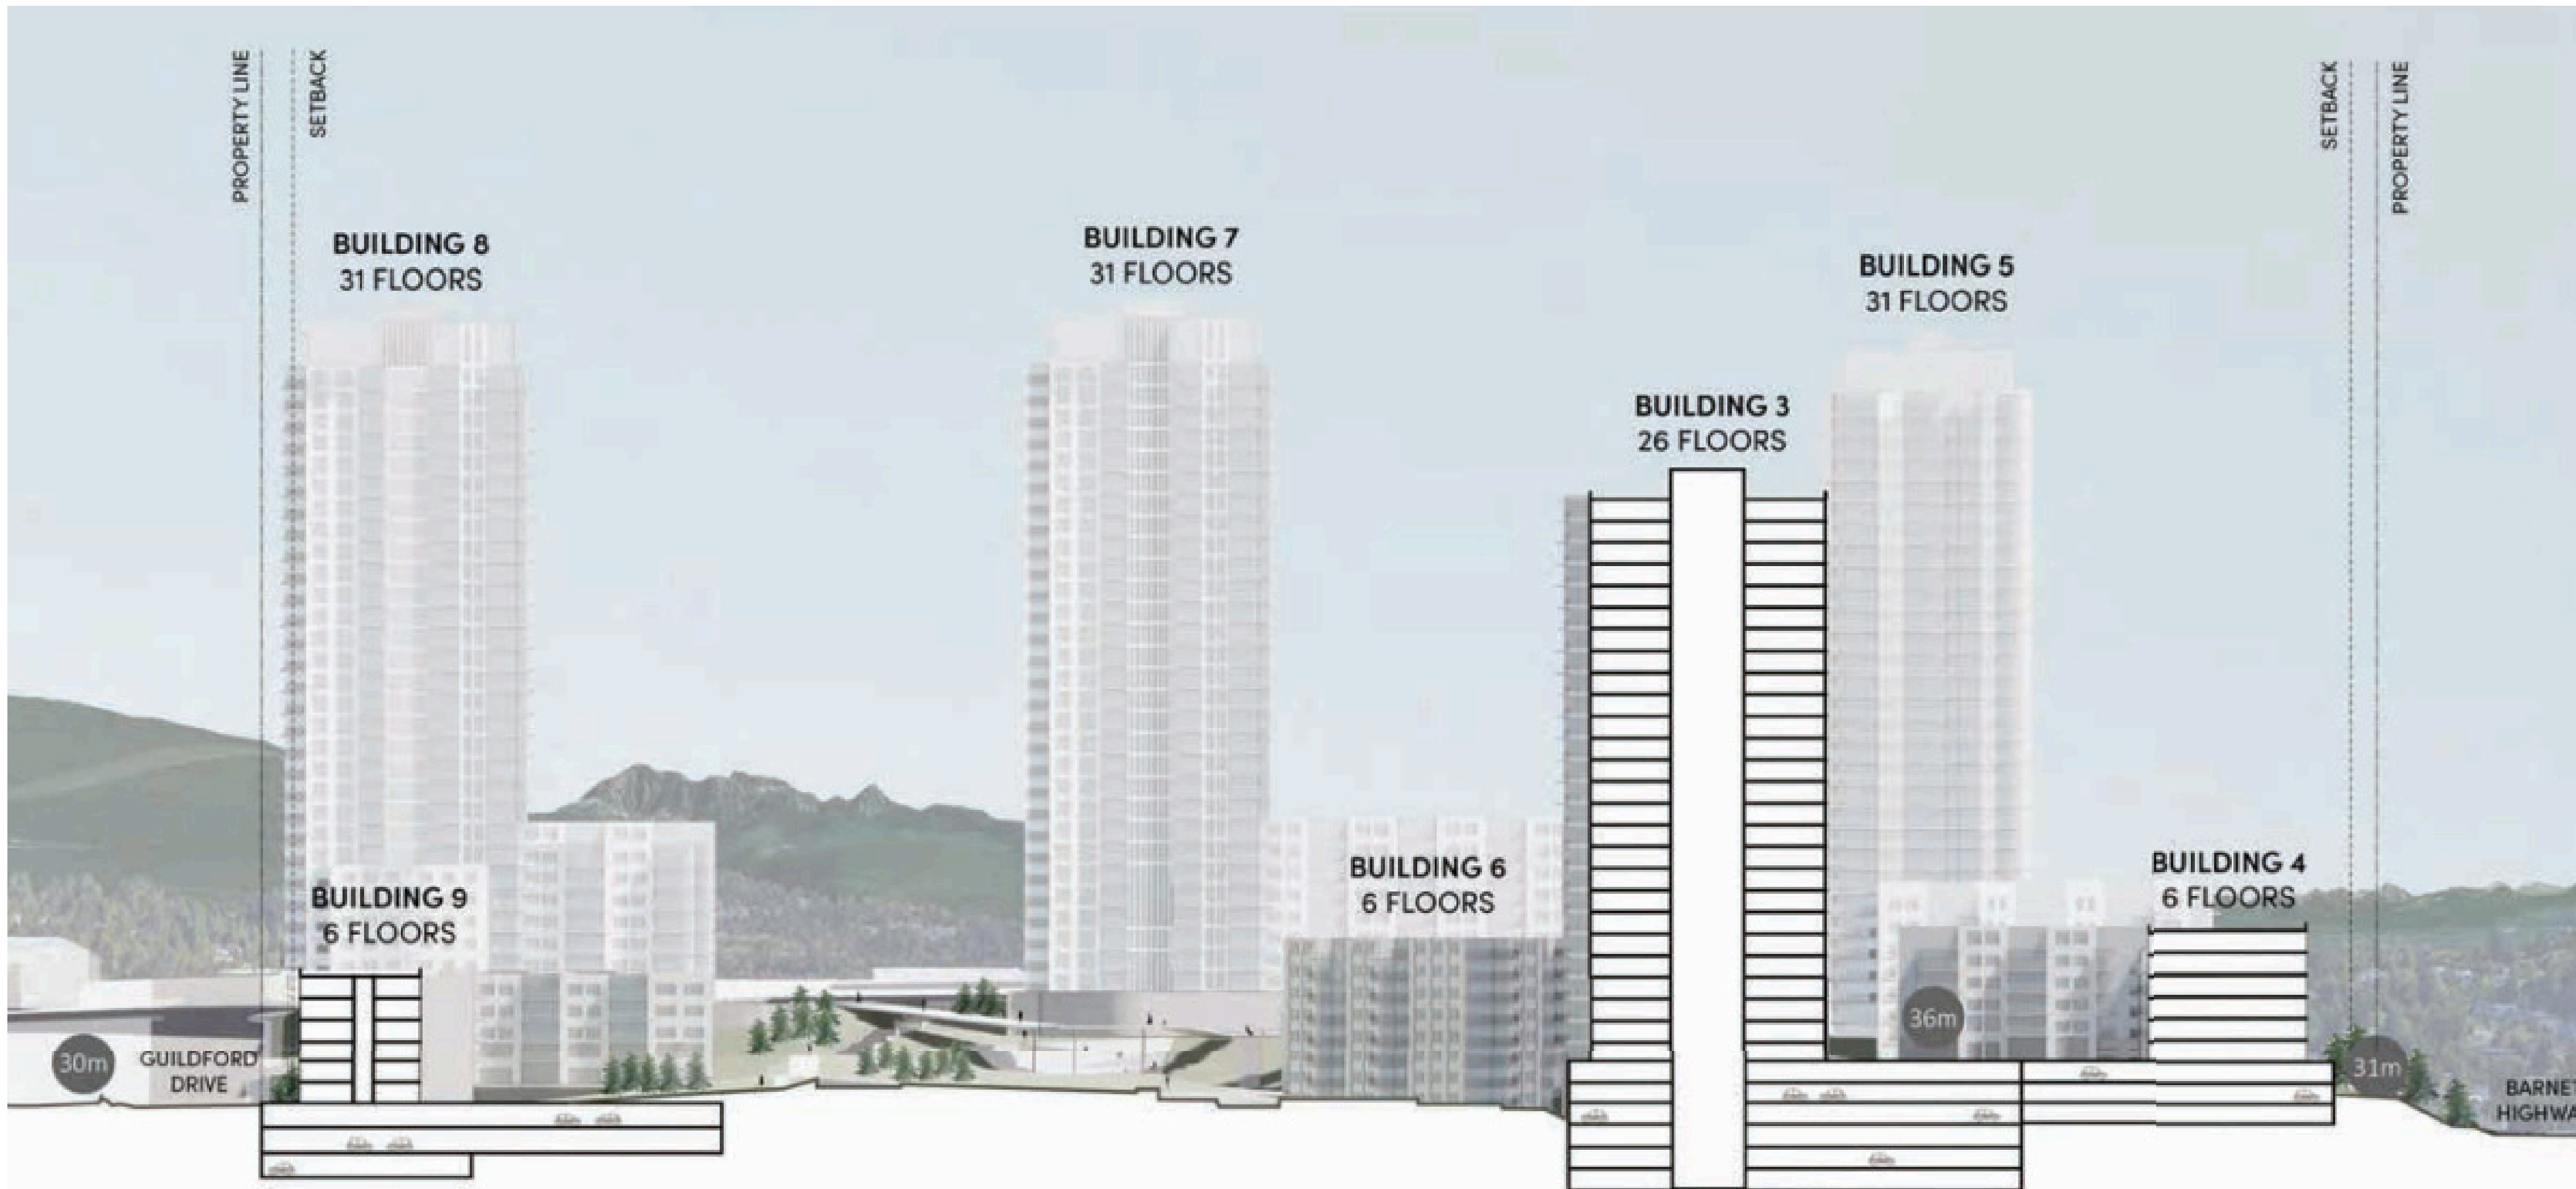 PROPERTY LINE
SETBACK
SETBACK
PROPERTY LINE
BUILDING 8
31 FLOORS
BUILDING 7
31 FLOORS
BUILDING 5
31 FLOORS
BUILDING 3
26 FLOORS
BUILDING 9
6 FLOORS
BUILDING 6
6 FLOORS
BUILDING 4
6 FLOORS
30m
GUILDFORD
DRIVE
36m
31m
BARNET
HIGHWA